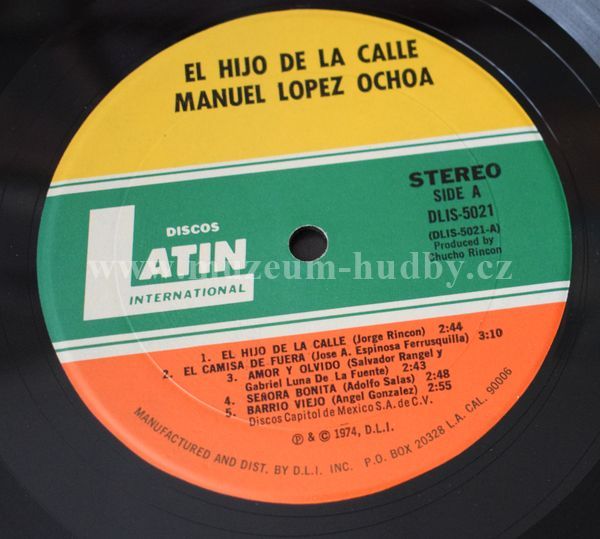 EL HIJO DE LA CALLE
MANUEL LOPEZ OCHOA
STEREO
SIDE A
DLIS-5021
(DLIS-5021-A)
Produced by
Chucho Rincon
DISCOS
LATIN
INTERNATIONAL
www.muzeum-hudby.cz
1. EL HIJO DE LA CALLE (Jorge Rincon) 2:44
2. EL CAMISA DE FUERA (Jose A. Espinosa Ferrusquilla) 3:10
3. AMOR Y OLVIDO (Salvador Rangel y
Gabriel Luna De La Fuente) 2:43
4. SEÑORA BONITA (Adolfo Salas) 2:48
5. BARRIO VIEJO (Angel Gonzalez) 2:55
Discos Capitol de Mexico S.A. de C.V.
Ⓟ & © 1974, D.L.I.
MANUFACTURED AND DIST. BY D.L.I. INC. P.O. BOX 20328 L.A. CAL. 90006